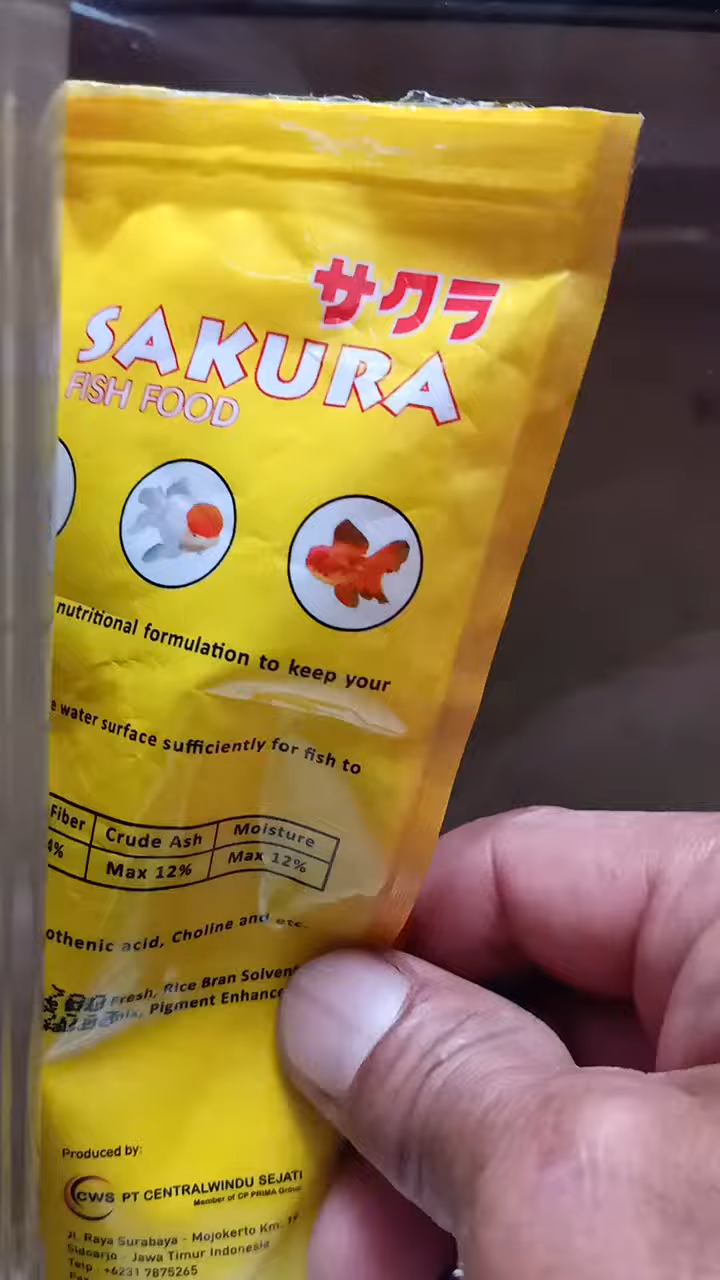 サクラ
SAKURA
FISH FOOD
nutritional formulation to keep your
water surface sufficiently for fish to
Fiber Crude Ash Moisture
4% Max 12% Max 12%
othenic acid, Choline and etc.
Fresh, Rice Bran Solvent
Pigment Enhance
Produced by:
CWS PT CENTRALWINDU SEJATI
Member of CP PRIMA Group
Jl. Raya Surabaya - Mojokerto Km. 19
Sidoarjo - Jawa Timur Indonesia
Telp +6231 7875265